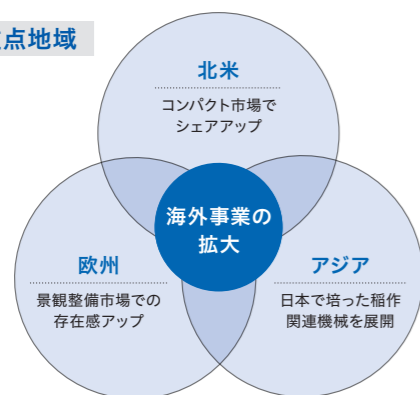 点地域
北米
コンパクト市場で
シェアアップ
海外事業の
拡大
欧州
景観整備市場での
存在感アップ
アジア
日本で培った稲作
関連機械を展開